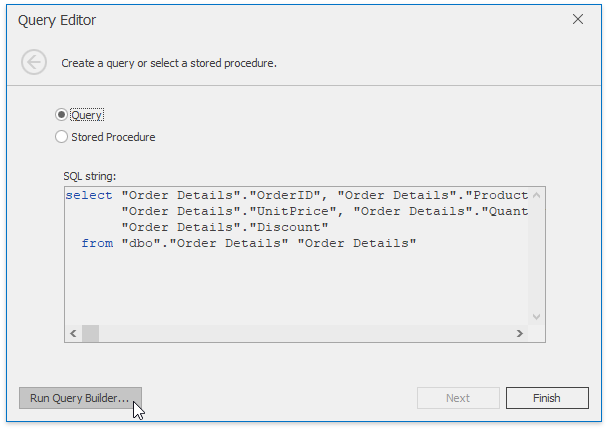 Query Editor
Create a query or select a stored procedure.
Query
Stored Procedure
SQL string:
select "Order Details"."OrderID", "Order Details"."Product
"Order Details"."UnitPrice", "Order Details"."Quant
"Order Details"."Discount"
from "dbo"."Order Details" "Order Details"
Run Query Builder... Next Finish